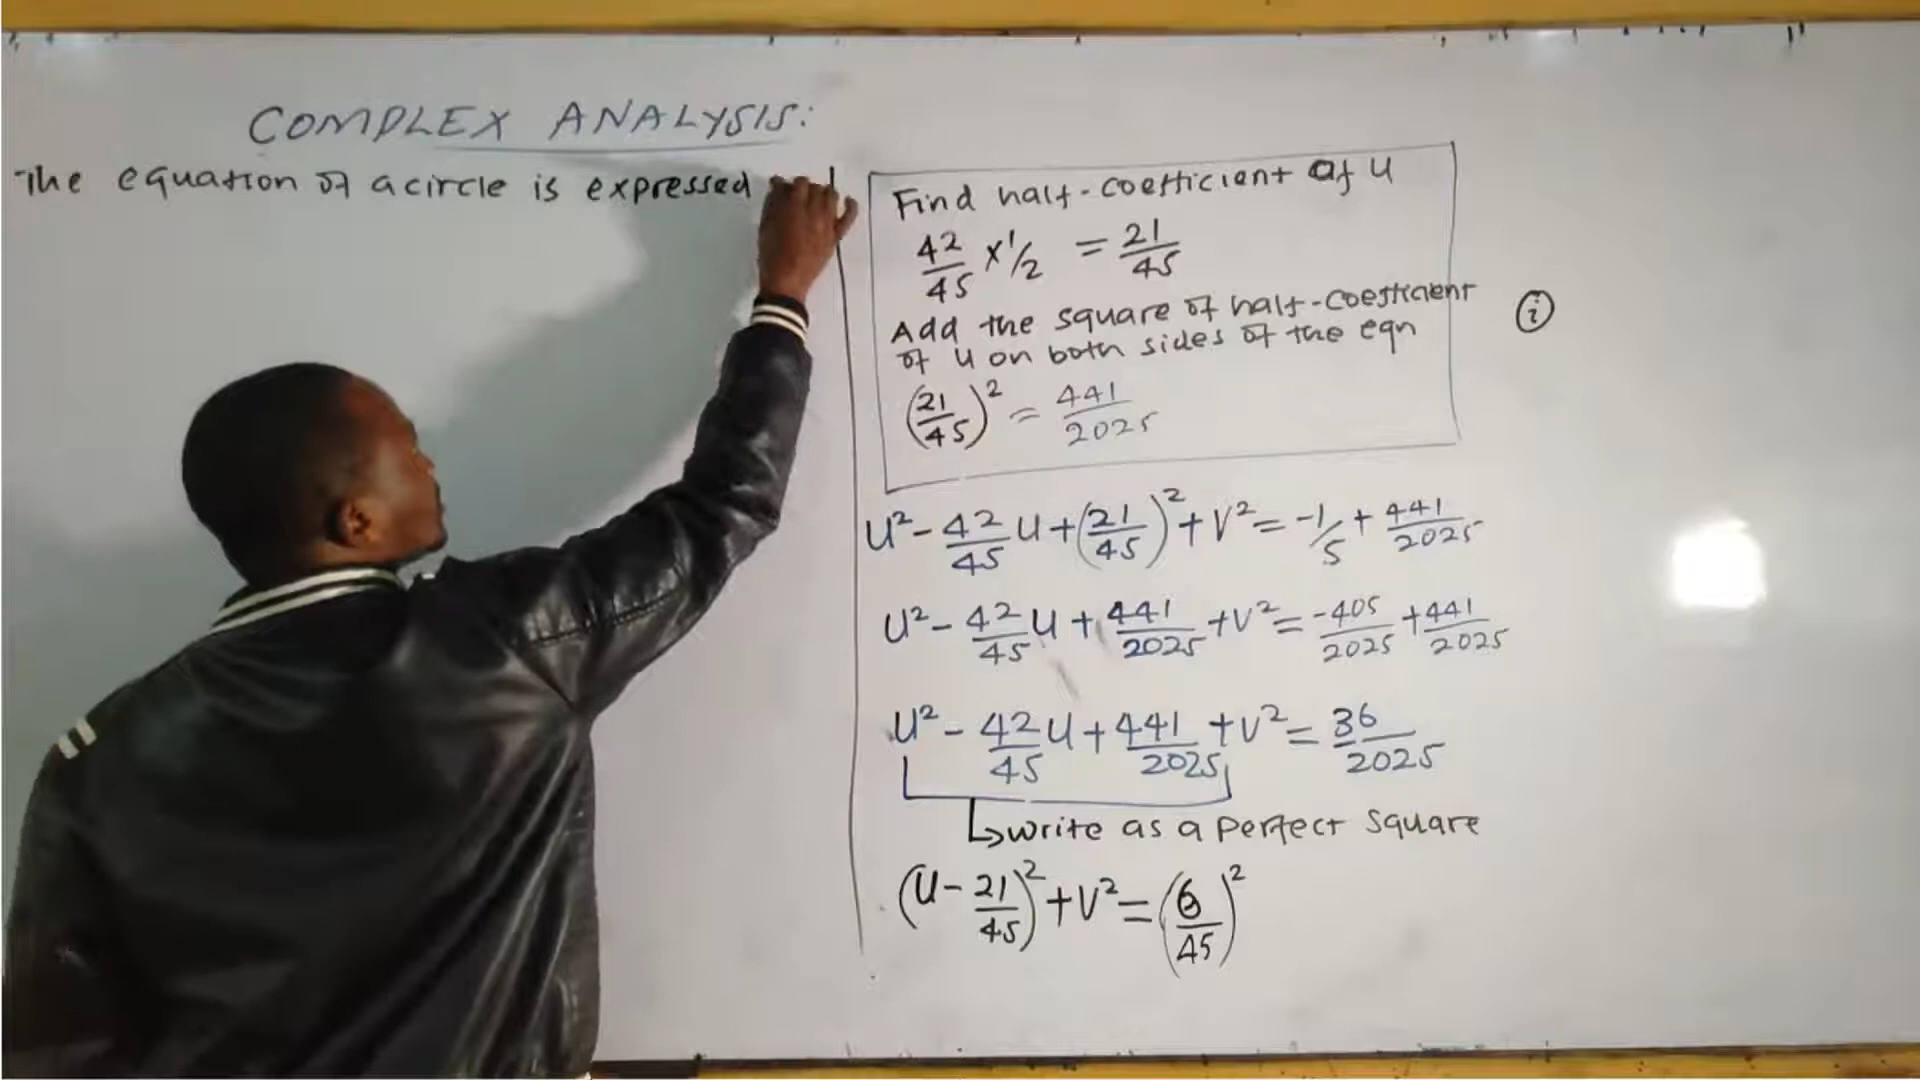 COMPLEX ANALYSIS:
The equation of a circle is expressed
Find half-coefficient of u
42/45 x 1/2 = 21/45
Add the square of half-coefficient
of u on both sides of the eqn
(21/45)² = 441/2025
i
U² - 42/45 U + (21/45)² + V² = -1/5 + 441/2025
U² - 42/45 U + 441/2025 + V² = -405/2025 + 441/2025
U² - 42/45 U + 441/2025 + V² = 36/2025
↳ write as a perfect square
(U - 21/45)² + V² = (6/45)²